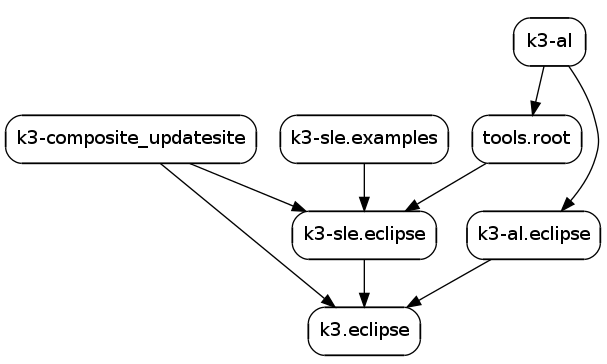 k3-al
k3-composite_updatesite
k3-sle.examples
tools.root
k3-sle.eclipse
k3-al.eclipse
k3.eclipse